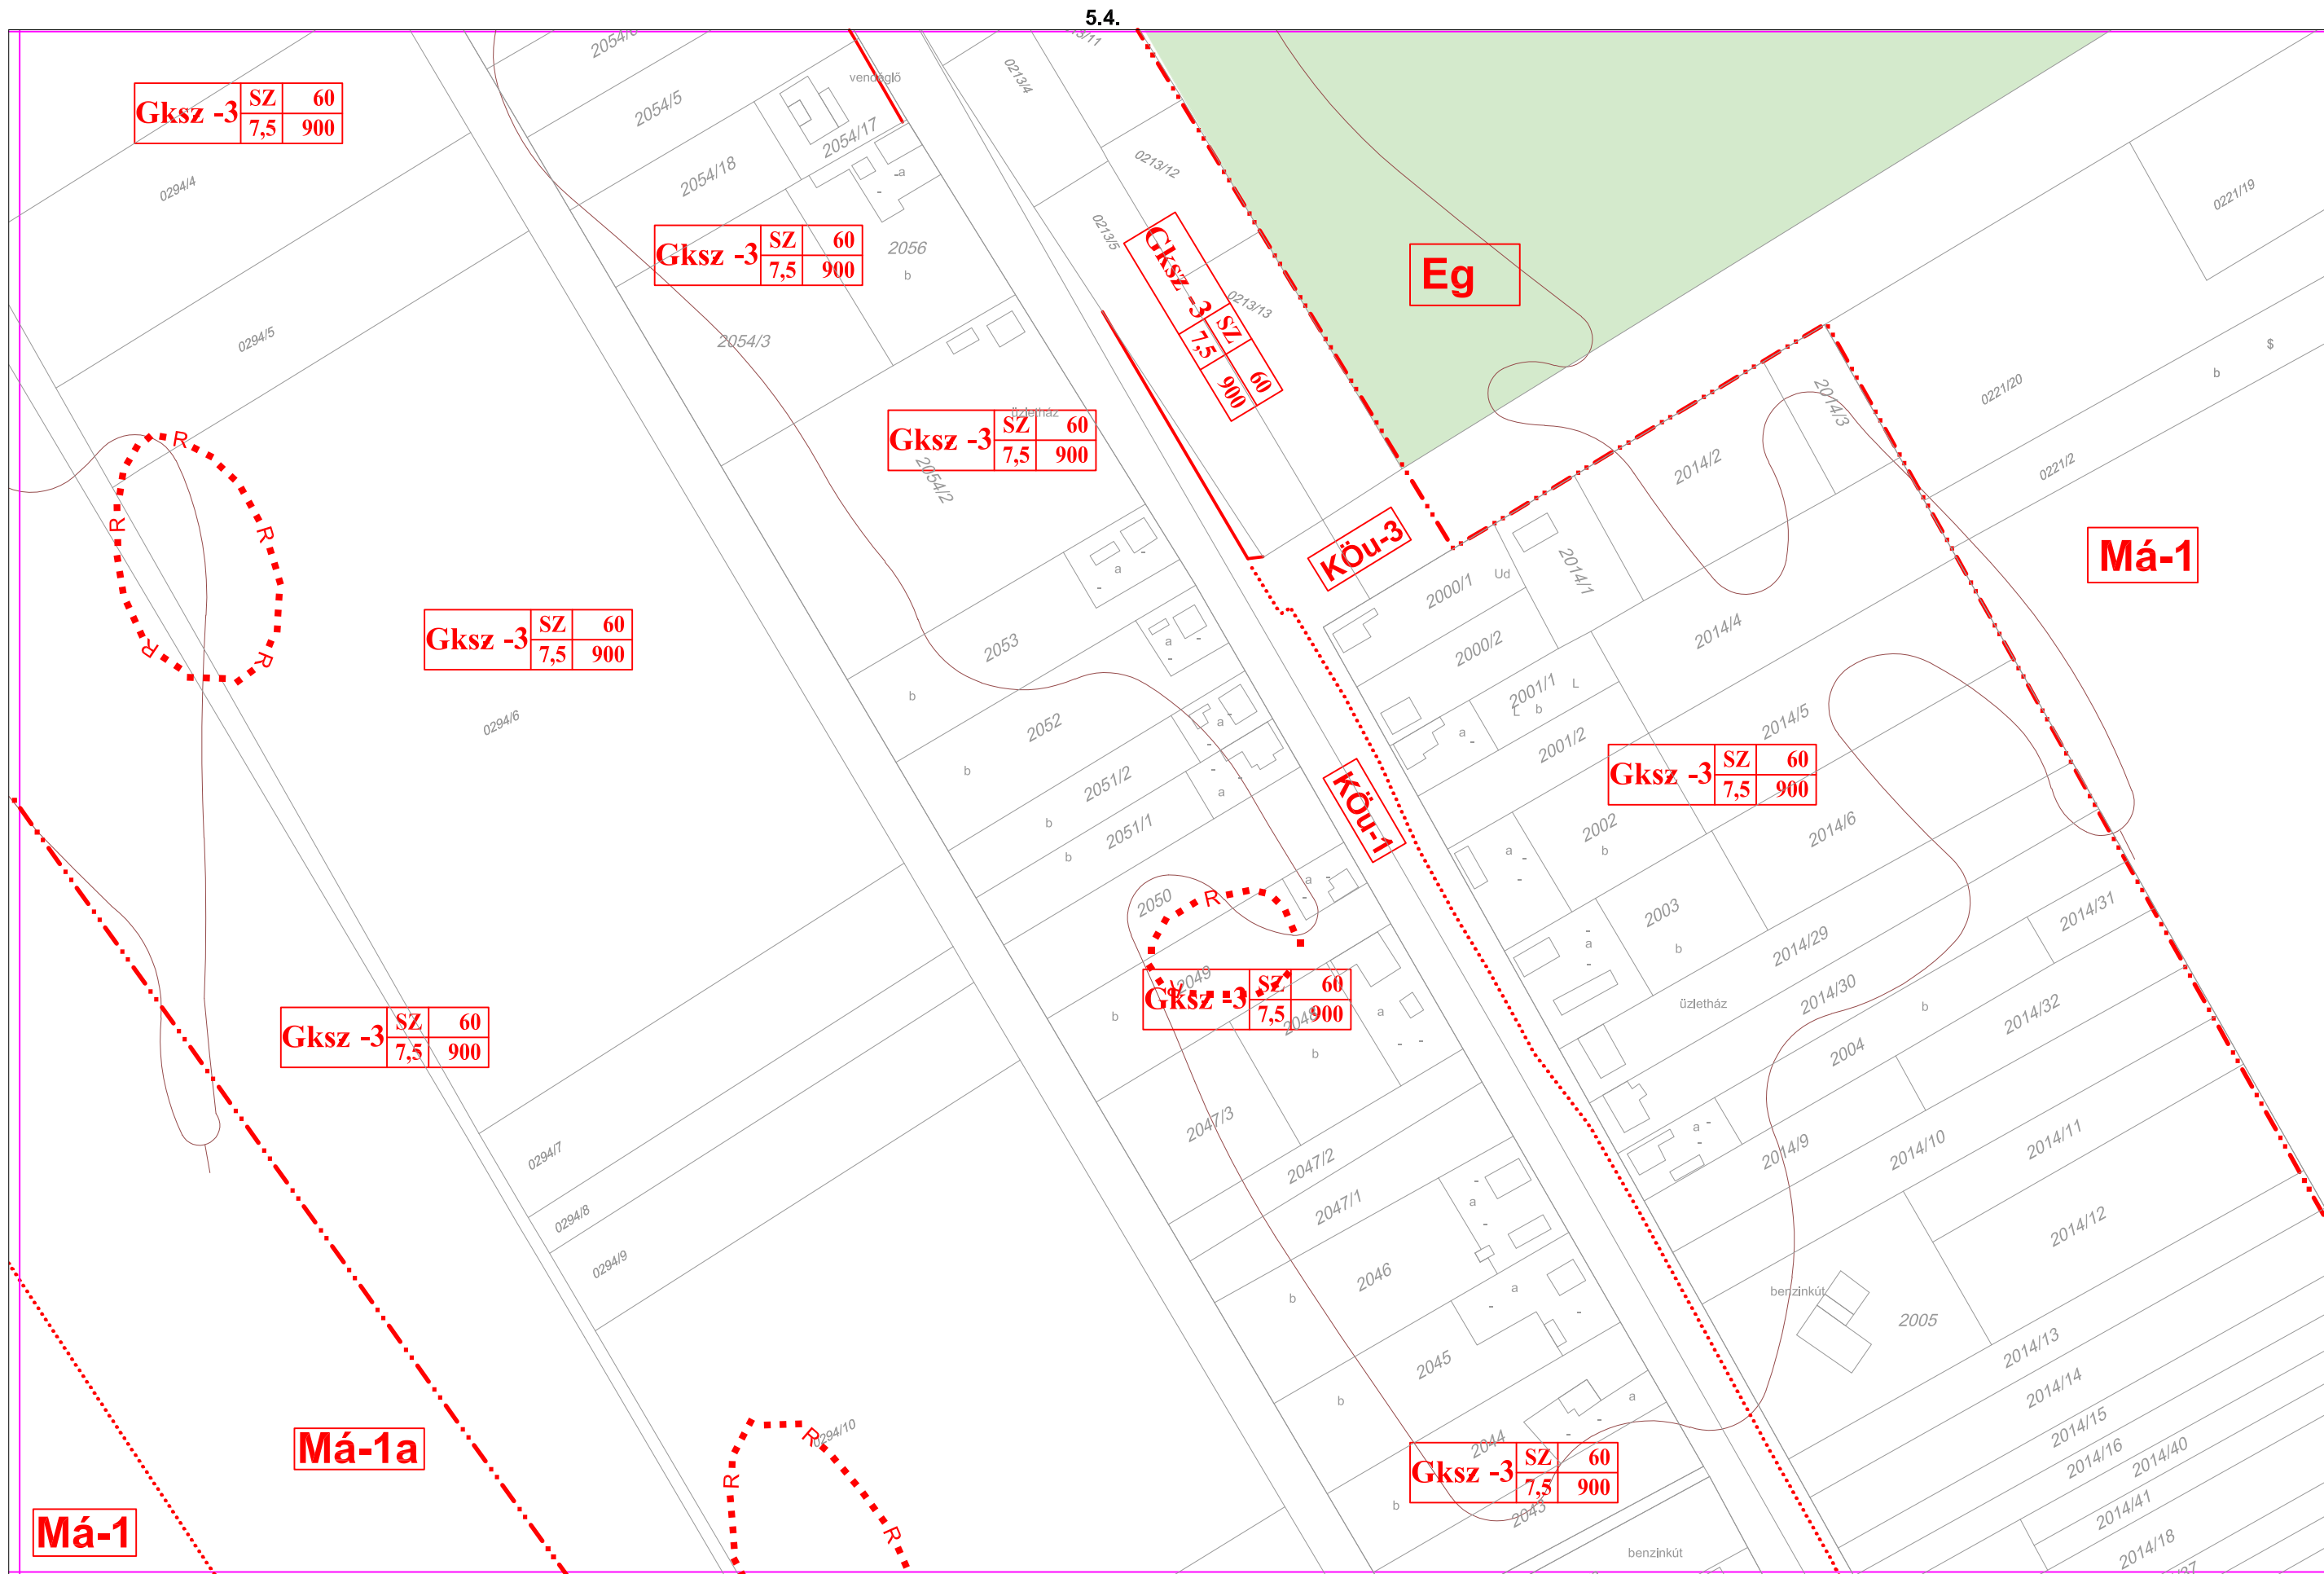 5.4.
2054/5
vendéglő
0213/4
Gksz -3 SZ 60
7,5 900
2054/17
0213/12
0294/4
2054/18
a
0221/19
0213/5
Gksz -3 SZ 60
7,5 900
2056
b
Gksz -3 SZ 60
7,5 900
Eg
0213/13
0294/5
2054/3
$
b
0221/20
2014/3
Gksz -3 SZ 60
7,5 900
üzletház
2054/2
2014/2
0221/2
R
R
R
R
R
KÖu-3
Má-1
a
2000/1
Ud
2014/1
Gksz -3 SZ 60
7,5 900
2053
a
2000/2
2014/4
b
2001/1
L
L b
0294/6
2052
a
a
2001/2
2014/5
b
2051/2
a
KÖu-1
Gksz -3 SZ 60
7,5 900
b
2051/1
b
2002
b
a
2014/6
2050
a
R
2003
b
a
2014/31
2014/29
2049
R
Gksz -3 SZ 60
7,5 900
2048
b
a
b
üzletház
2014/30
b
2014/32
Gksz -3 SZ 60
7,5 900
2004
2047/3
a
2014/9
2014/10
2014/11
0294/7
2047/2
2047/1
a
0294/8
2014/12
0294/9
2046
b
a
benzinkút
2005
2045
b
2014/13
2014/14
a
Má-1a
R
0294/10
R
R
2044
Gksz -3 SZ 60
7,5 900
b
2043
2014/15
2014/16
2014/40
2014/41
Má-1
benzinkút
2014/18